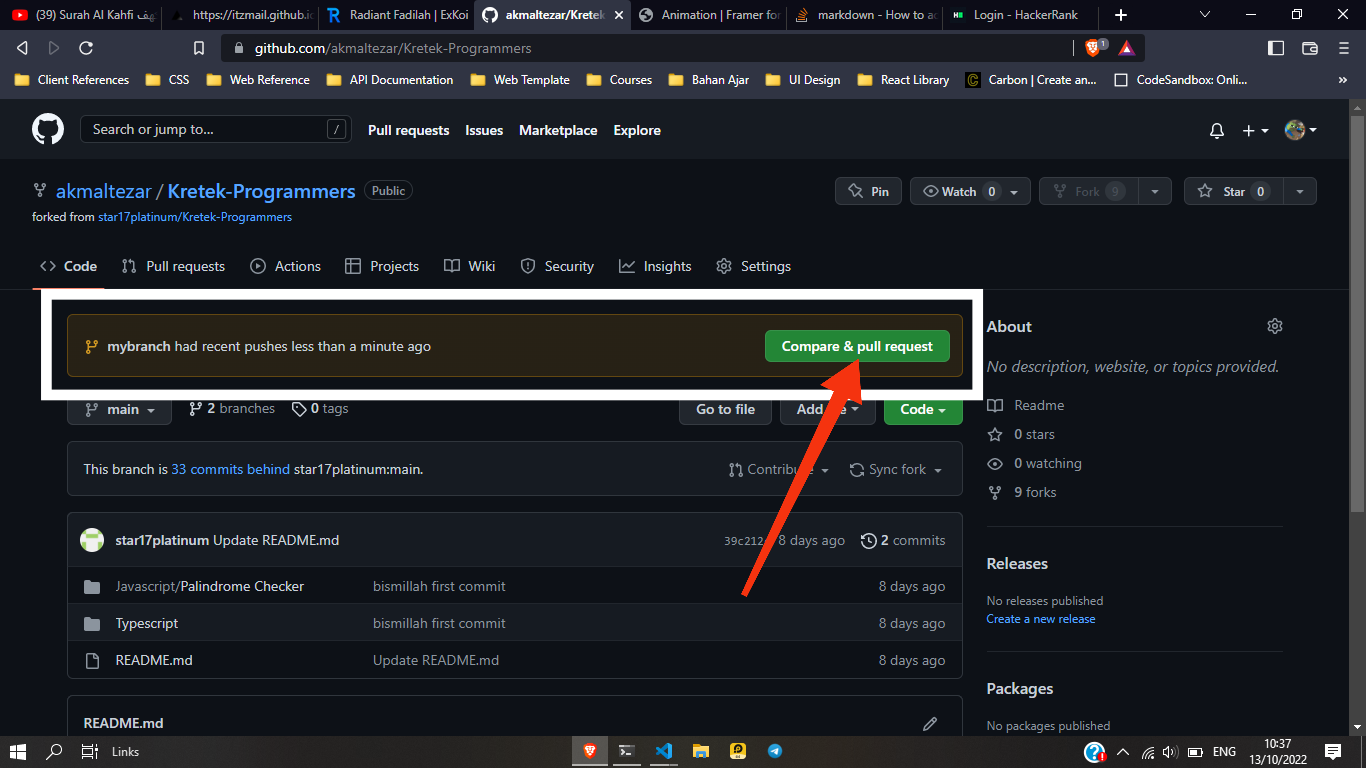 (39) Surah Al Kahfi
https://itzmail.github.io
Radiant Fadilah | ExKoi
akmaltezar/Kretek
Animation | Framer for
markdown - How to ad
Login - HackerRank
github.com/akmaltezar/Kretek-Programmers
1
Client References
CSS
Web Reference
API Documentation
Web Template
Courses
Bahan Ajar
UI Design
React Library
Carbon | Create an...
CodeSandbox: Onli...
Search or jump to...
/
Pull requests
Issues
Marketplace
Explore
akmaltezar / Kretek-Programmers
Public
Pin
Watch 0
Fork 9
Star 0
forked from star17platinum/Kretek-Programmers
Code
Pull requests
Actions
Projects
Wiki
Security
Insights
Settings
mybranch had recent pushes less than a minute ago
Compare & pull request
main
2 branches
0 tags
Go to file
Add
Code
This branch is 33 commits behind star17platinum:main.
Contribute
Sync fork
star17platinum Update README.md
39c212
8 days ago
2 commits
Javascript/Palindrome Checker
bismillah first commit
8 days ago
Typescript
bismillah first commit
8 days ago
README.md
Update README.md
8 days ago
README.md
About
No description, website, or topics provided.
Readme
0 stars
0 watching
9 forks
Releases
No releases published
Create a new release
Packages
No packages published
Links
ENG
10:37
13/10/2022